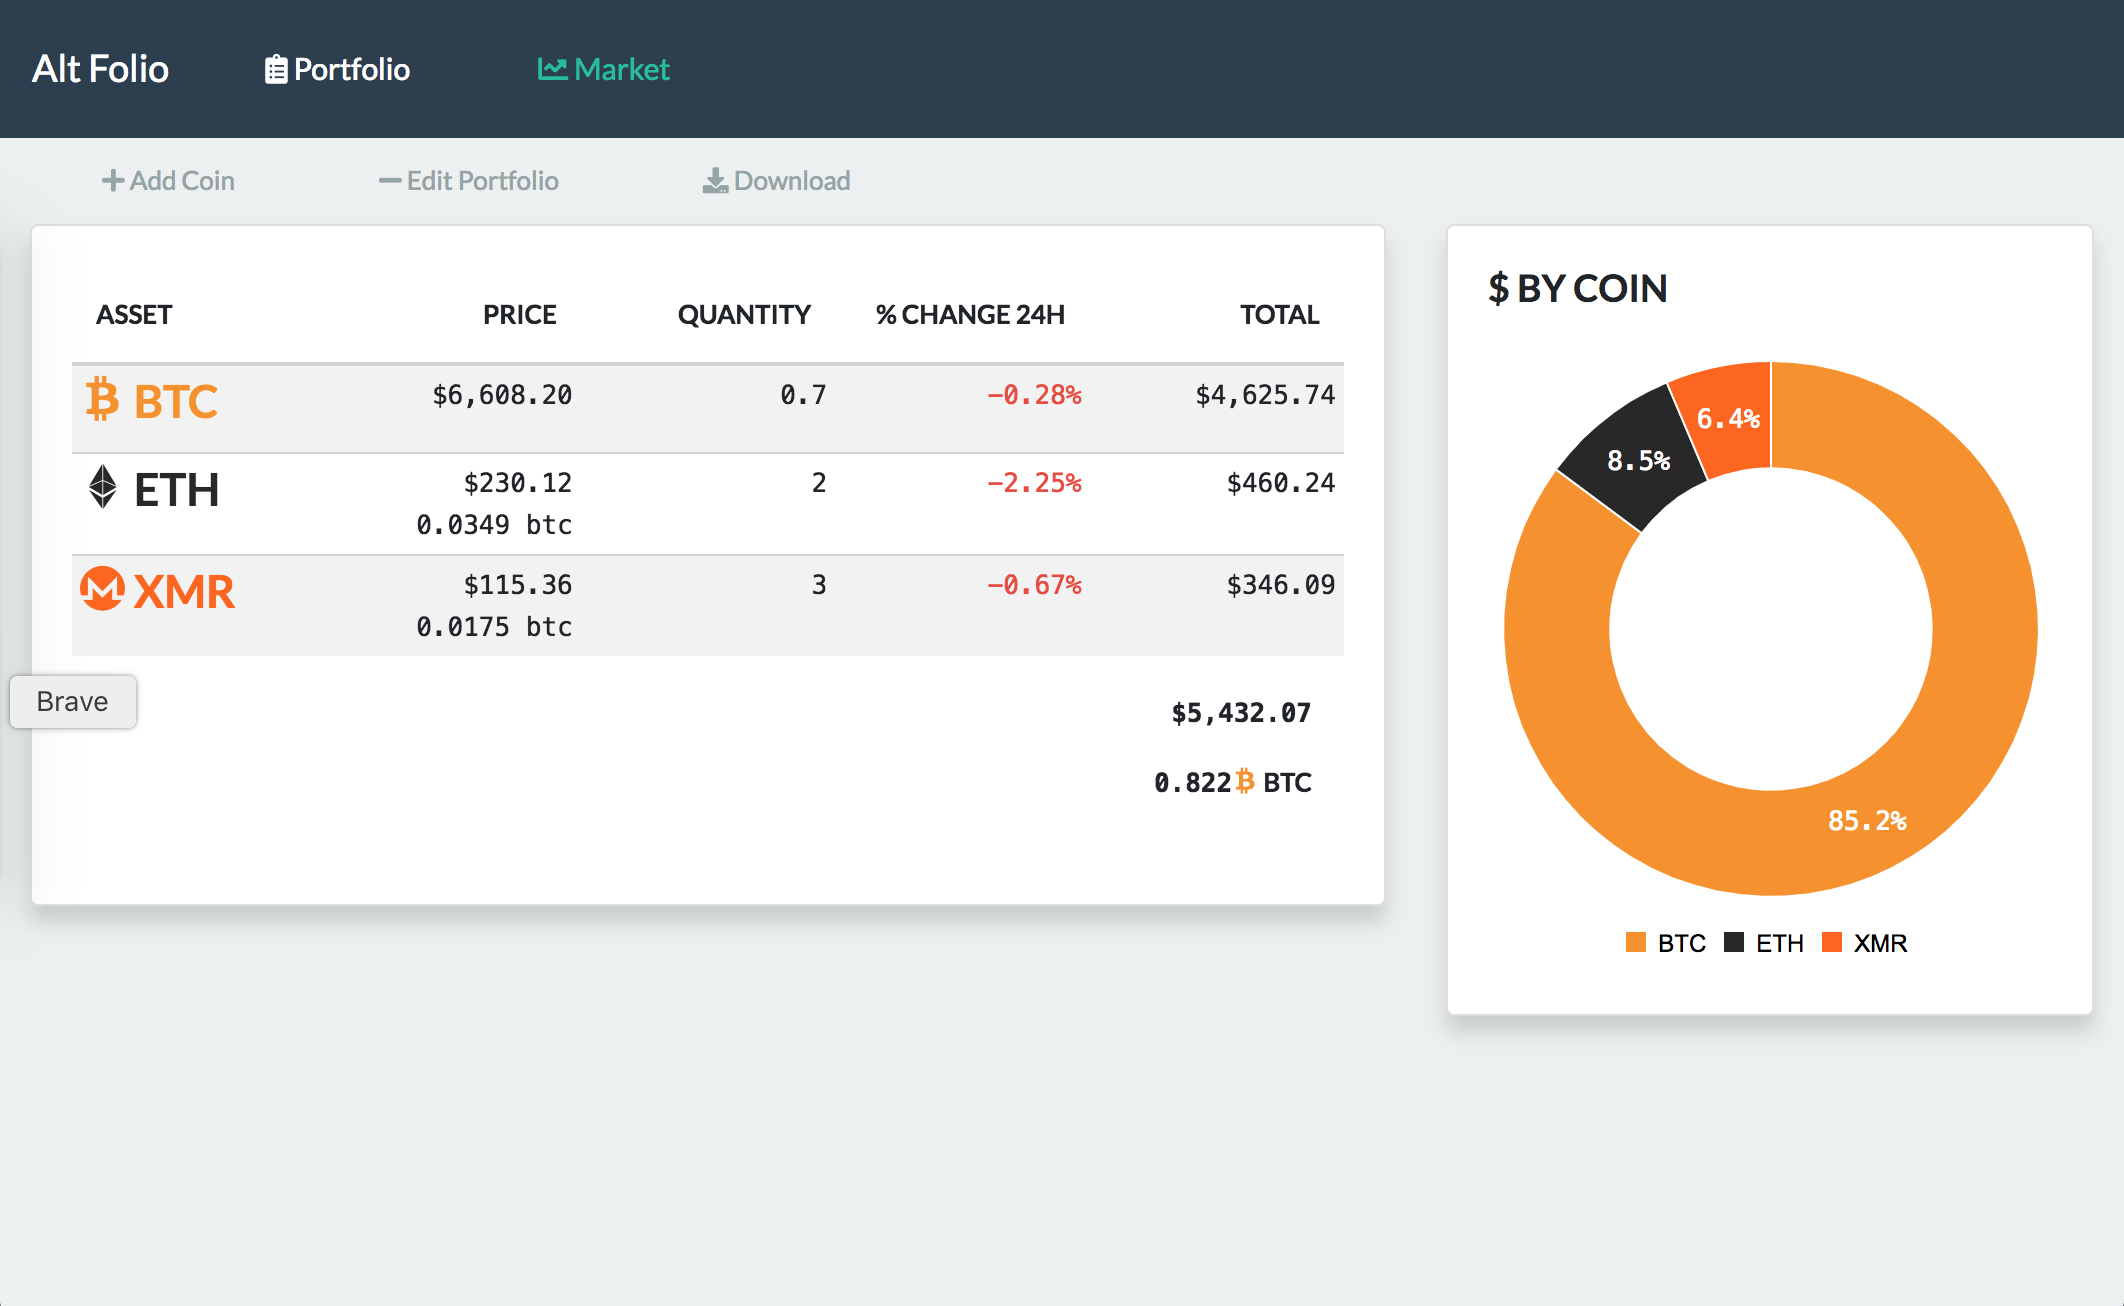 Alt Folio Portfolio Market
Add Coin Edit Portfolio Download
ASSET PRICE QUANTITY % CHANGE 24H TOTAL
BTC $6,608.20 0.7 -0.28% $4,625.74
ETH $230.12 2 -2.25% $460.24
0.0349 btc
XMR $115.36 3 -0.67% $346.09
0.0175 btc
$5,432.07
0.822 BTC
Brave
$ BY COIN
6.4%
8.5%
85.2%
BTC ETH XMR